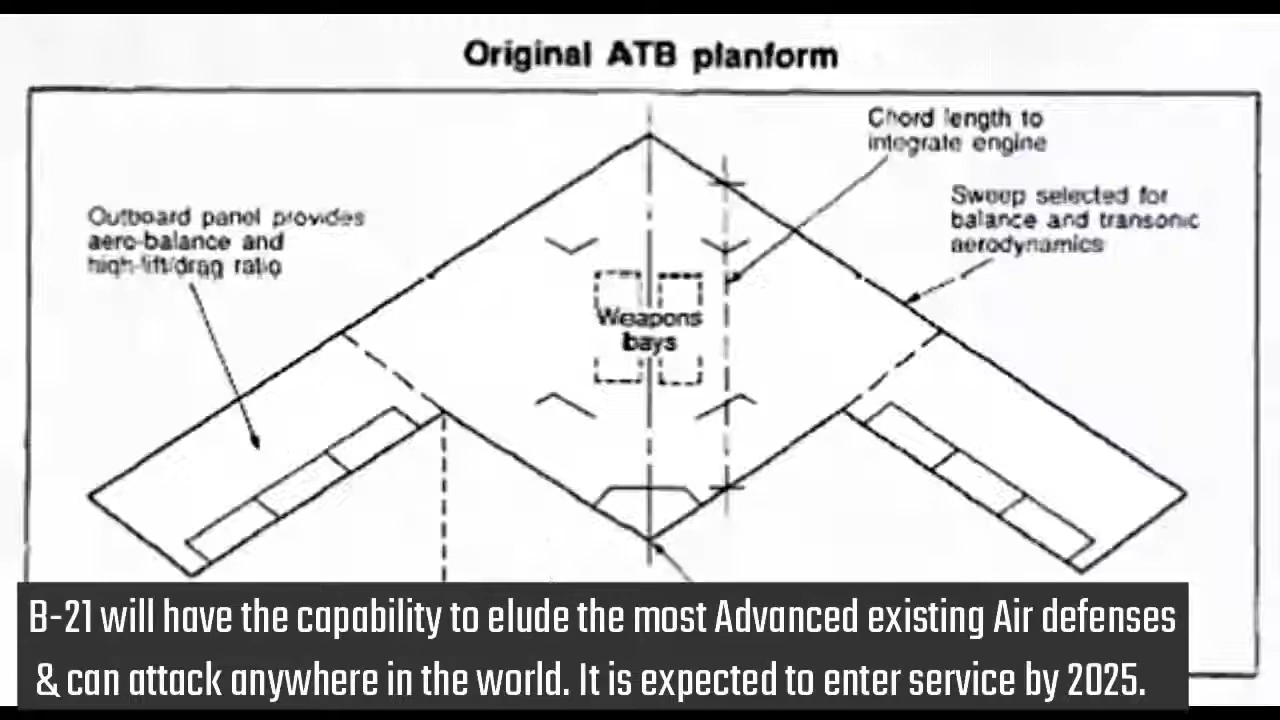 Original ATB planform
Chord length to
integrate engine
Sweep selected for
balance and transonic
aerodynamics
Outboard panel provides
aero-balance and
high-lift/drag ratio
Weapons
bays
B-21 will have the capability to elude the most Advanced existing Air defenses
& can attack anywhere in the world. It is expected to enter service by 2025.